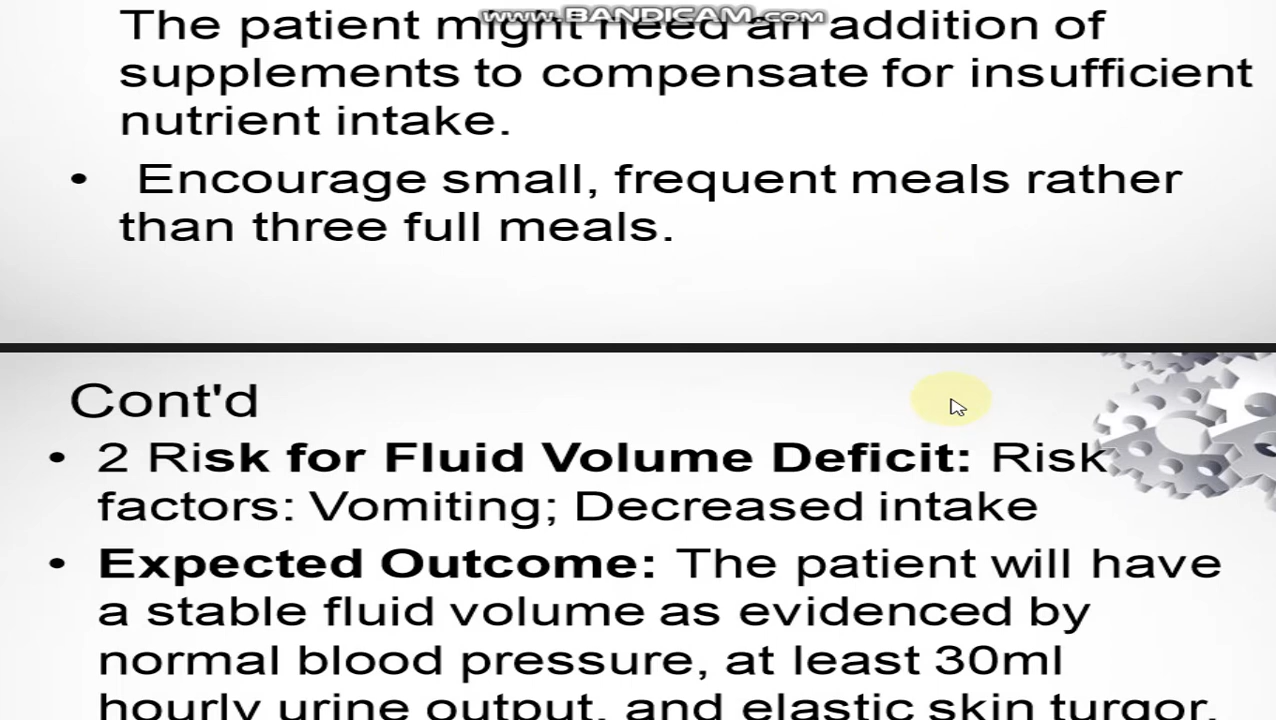 www.BANDICAM.com
The patient might need an addition of
supplements to compensate for insufficient
nutrient intake.
• Encourage small, frequent meals rather
than three full meals.
Cont'd
• 2 Risk for Fluid Volume Deficit: Risk
factors: Vomiting; Decreased intake
• Expected Outcome: The patient will have
a stable fluid volume as evidenced by
normal blood pressure, at least 30ml
hourly urine output, and elastic skin turgor.